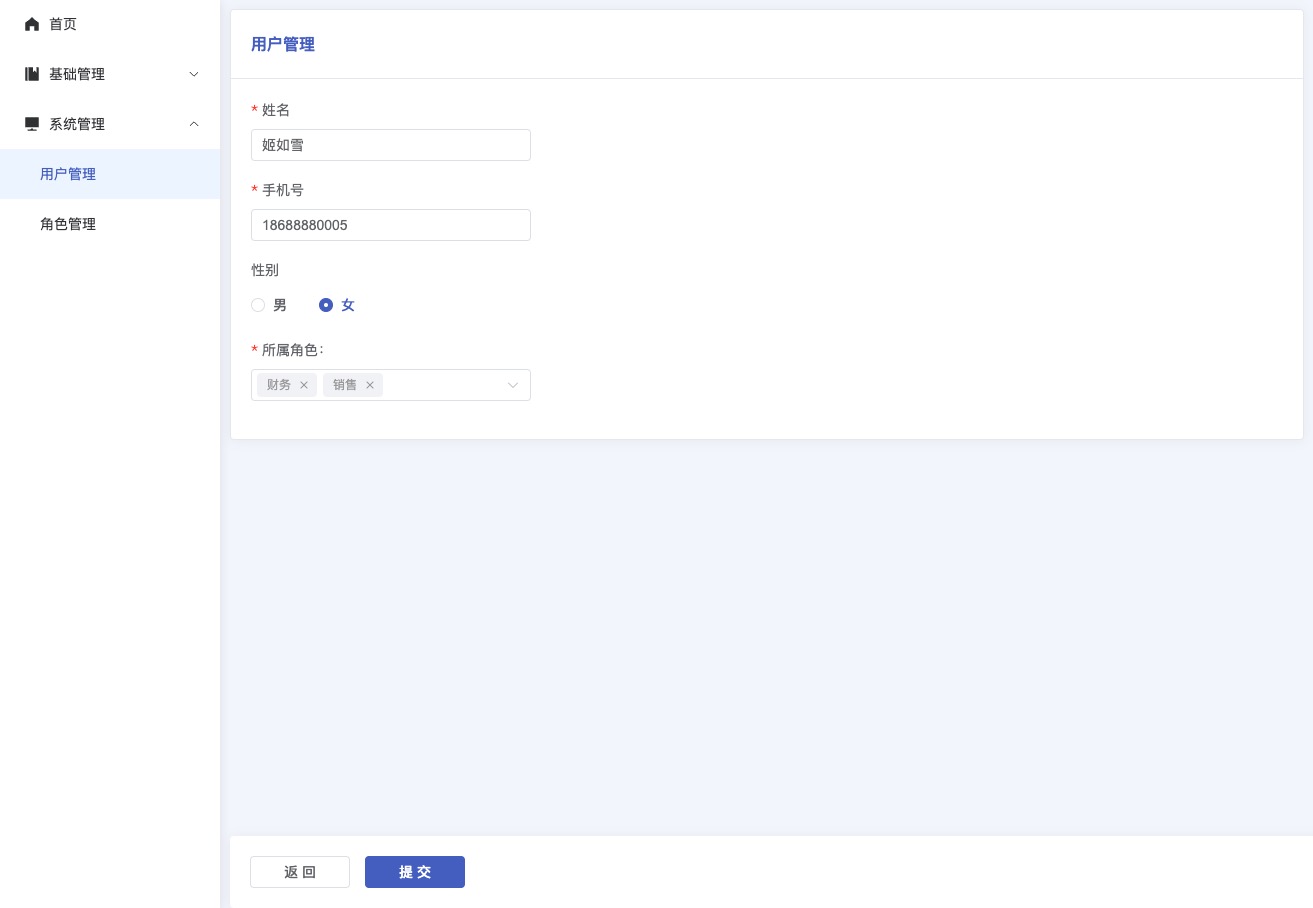 首页
基础管理
系统管理
用户管理
角色管理
用户管理
* 姓名
姬如雪
* 手机号
18688880005
性别
男 女
* 所属角色:
财务 销售
返 回 提 交